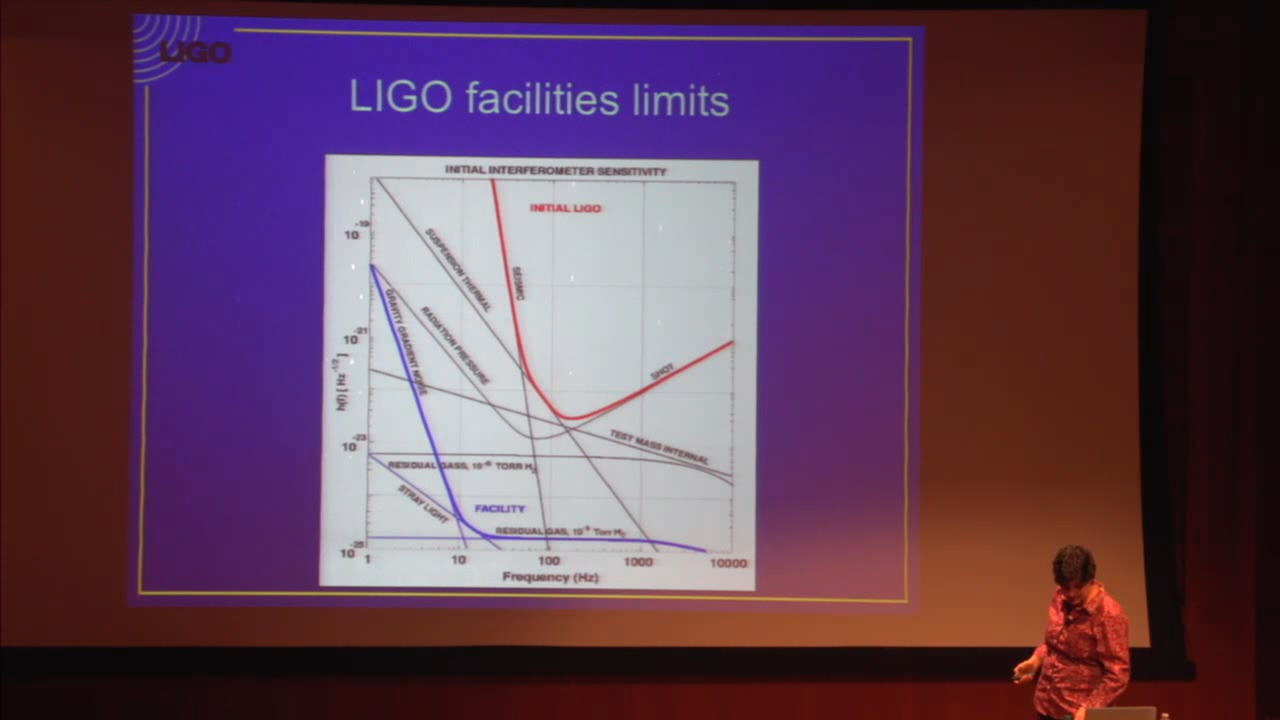 LIGO
LIGO facilities limits
INITIAL INTERFEROMETER SENSITIVITY
INITIAL LIGO
10^-19
SUSPENSION THERMAL
SEISMIC
GRAVITY GRADIENT NOISE
RADIATION PRESSURE
10^-21
h(f) [ Hz^-1/2 ]
SHOT
TEST MASS INTERNAL
10^-23
RESIDUAL GASS, 10^-6 TORR H2
STRAY LIGHT
FACILITY
RESIDUAL GAS, 10^-9 Torr H2
10^-25
1 10 100 1000 10000
Frequency (Hz)